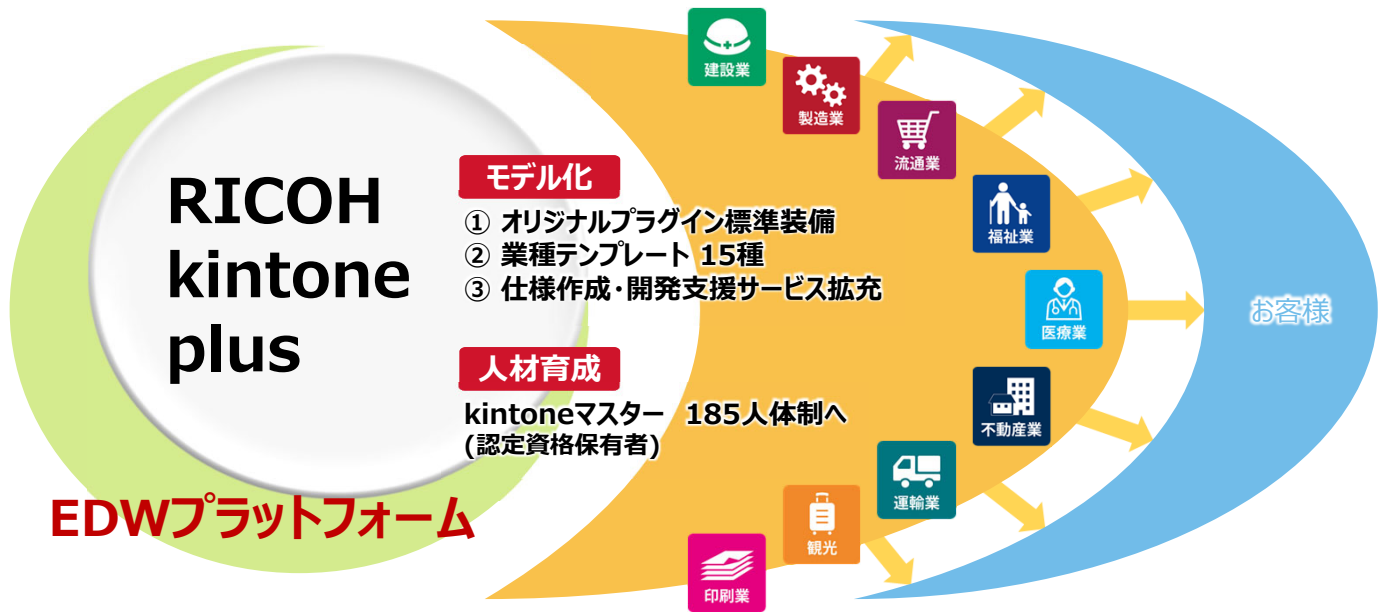 RICOH
kintone
plus
モデル化
① オリジナルプラグイン標準装備
② 業種テンプレート 15種
③ 仕様作成・開発支援サービス拡充
人材育成
kintoneマスター 185人体制へ
(認定資格保有者)
EDWプラットフォーム
建設業
製造業
流通業
福祉業
医療業
不動産業
運輸業
観光
印刷業
お客様